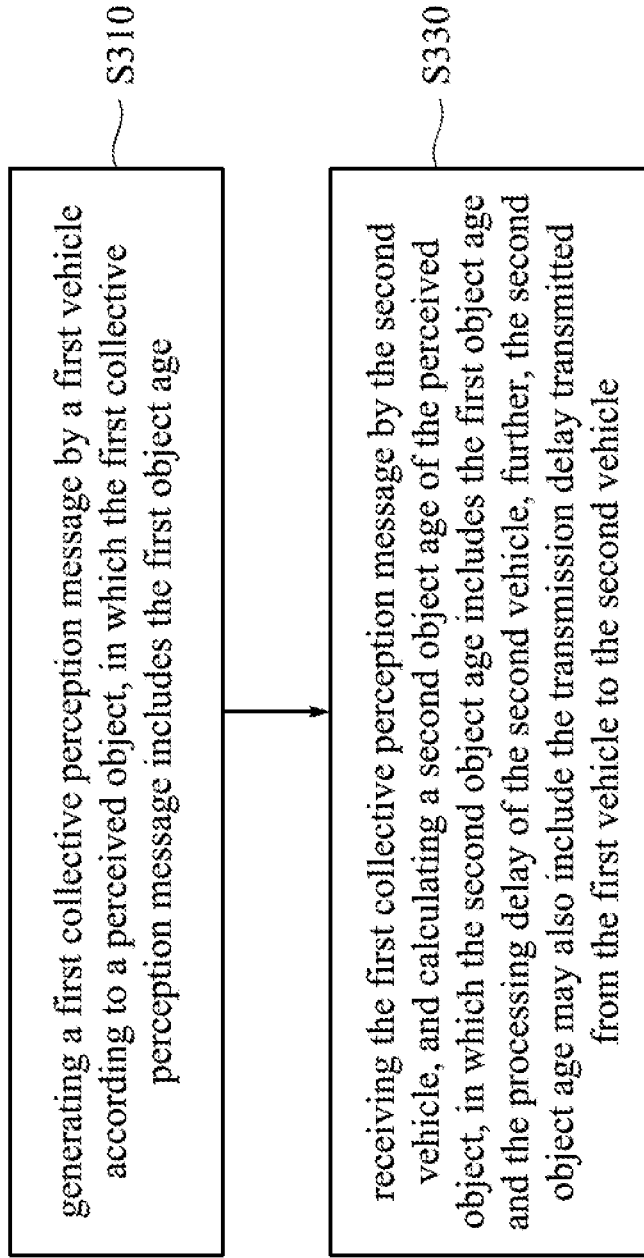 generating a first collective perception message by a first vehicle
according to a perceived object, in which the first collective
perception message includes the first object age
S310
receiving the first collective perception message by the second
vehicle, and calculating a second object age of the perceived
object, in which the second object age includes the first object age
and the processing delay of the second vehicle, further, the second
object age may also include the transmission delay transmitted
from the first vehicle to the second vehicle
S330